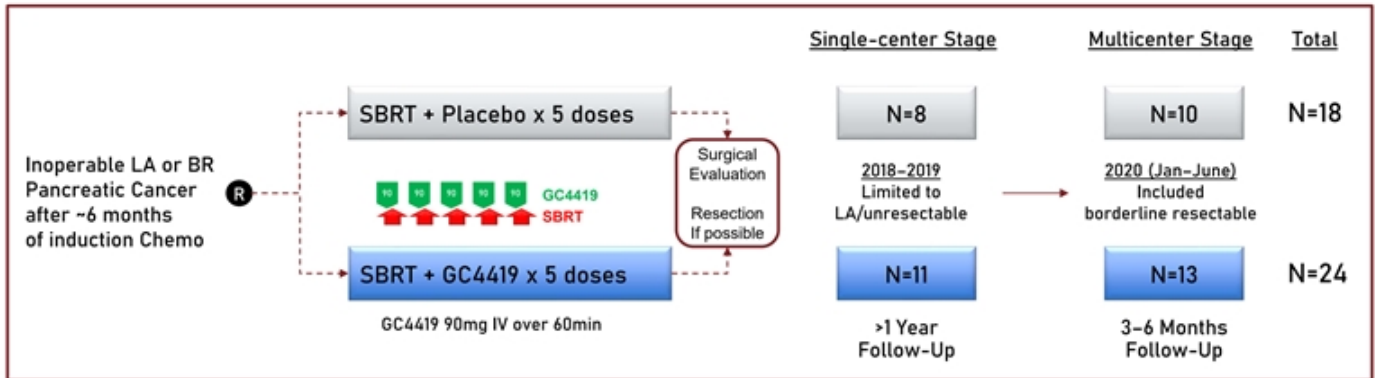 Single-center Stage
Multicenter Stage
Total
SBRT + Placebo x 5 doses
N=8
N=10
N=18
Inoperable LA or BR
Pancreatic Cancer
after ~6 months
of induction Chemo
R
90 90 90 90 90
GC4419
SBRT
Surgical
Evaluation
Resection
If possible
2018–2019
Limited to
LA/unresectable
2020 (Jan–June)
Included
borderline resectable
SBRT + GC4419 x 5 doses
N=11
N=13
N=24
GC4419 90mg IV over 60min
>1 Year
Follow-Up
3–6 Months
Follow-Up